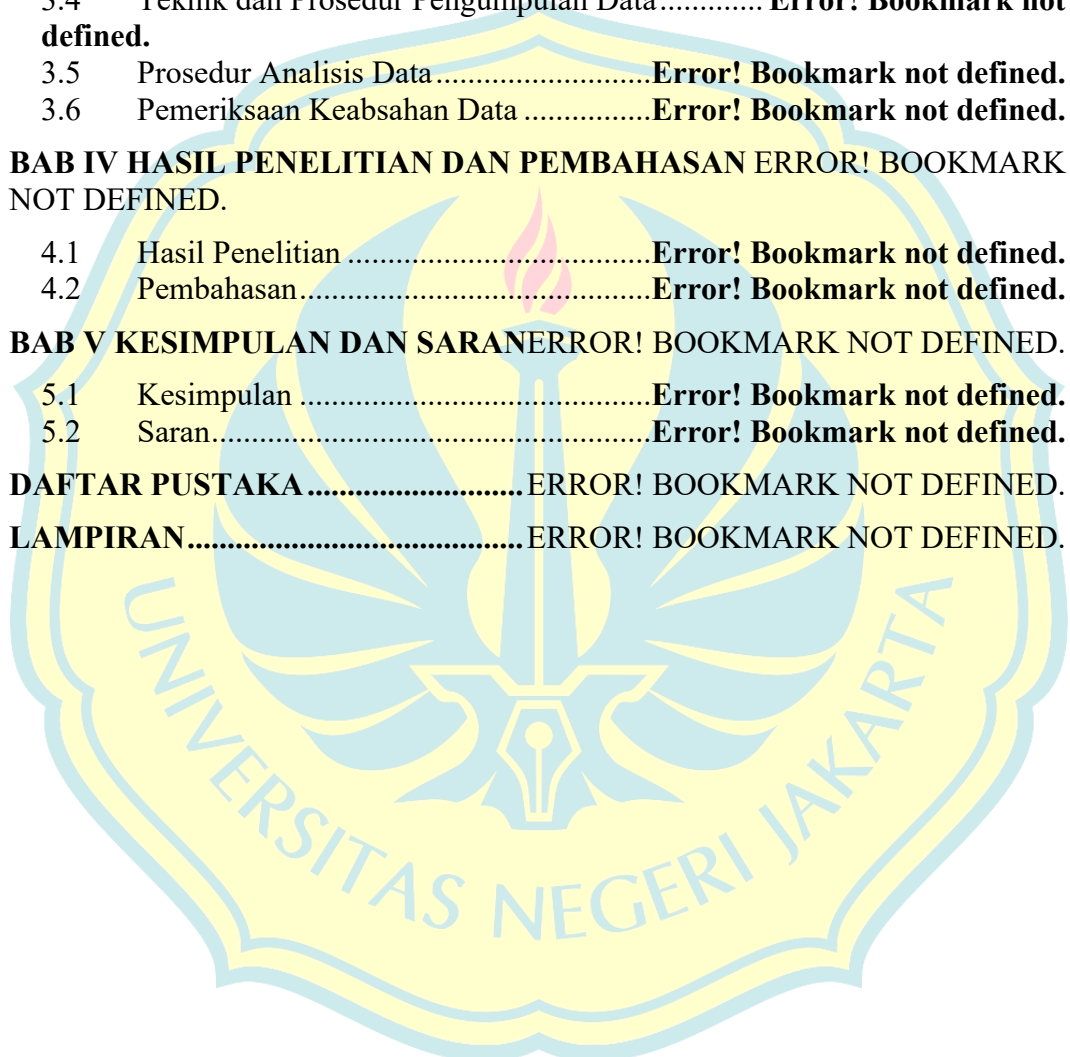 3.4 Teknik dan Prosedur Pengumpulan Data............. Error! Bookmark not
defined.
3.5 Prosedur Analisis Data...........................Error! Bookmark not defined.
3.6 Pemeriksaan Keabsahan Data ................Error! Bookmark not defined.
BAB IV HASIL PENELITIAN DAN PEMBAHASAN ERROR! BOOKMARK
NOT DEFINED.
4.1 Hasil Penelitian ......................................Error! Bookmark not defined.
4.2 Pembahasan............................................Error! Bookmark not defined.
BAB V KESIMPULAN DAN SARANERROR! BOOKMARK NOT DEFINED.
5.1 Kesimpulan ............................................Error! Bookmark not defined.
5.2 Saran.......................................................Error! Bookmark not defined.
DAFTAR PUSTAKA ...........................ERROR! BOOKMARK NOT DEFINED.
LAMPIRAN..........................................ERROR! BOOKMARK NOT DEFINED.
UNIVERSITAS NEGERI JAKARTA